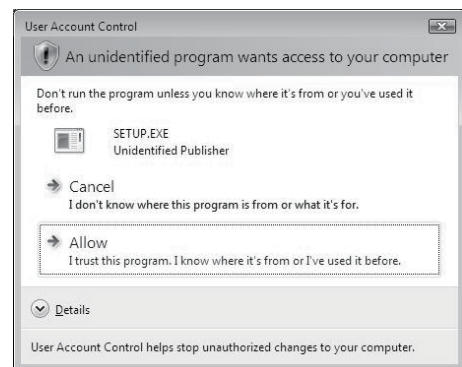 User Account Control
An unidentified program wants access to your computer
Don't run the program unless you know where it's from or you've used it
before.
SETUP.EXE
Unidentified Publisher
Cancel
I don't know where this program is from or what it's for.
Allow
I trust this program. I know where it's from or I've used it before.
Details
User Account Control helps stop unauthorized changes to your computer.